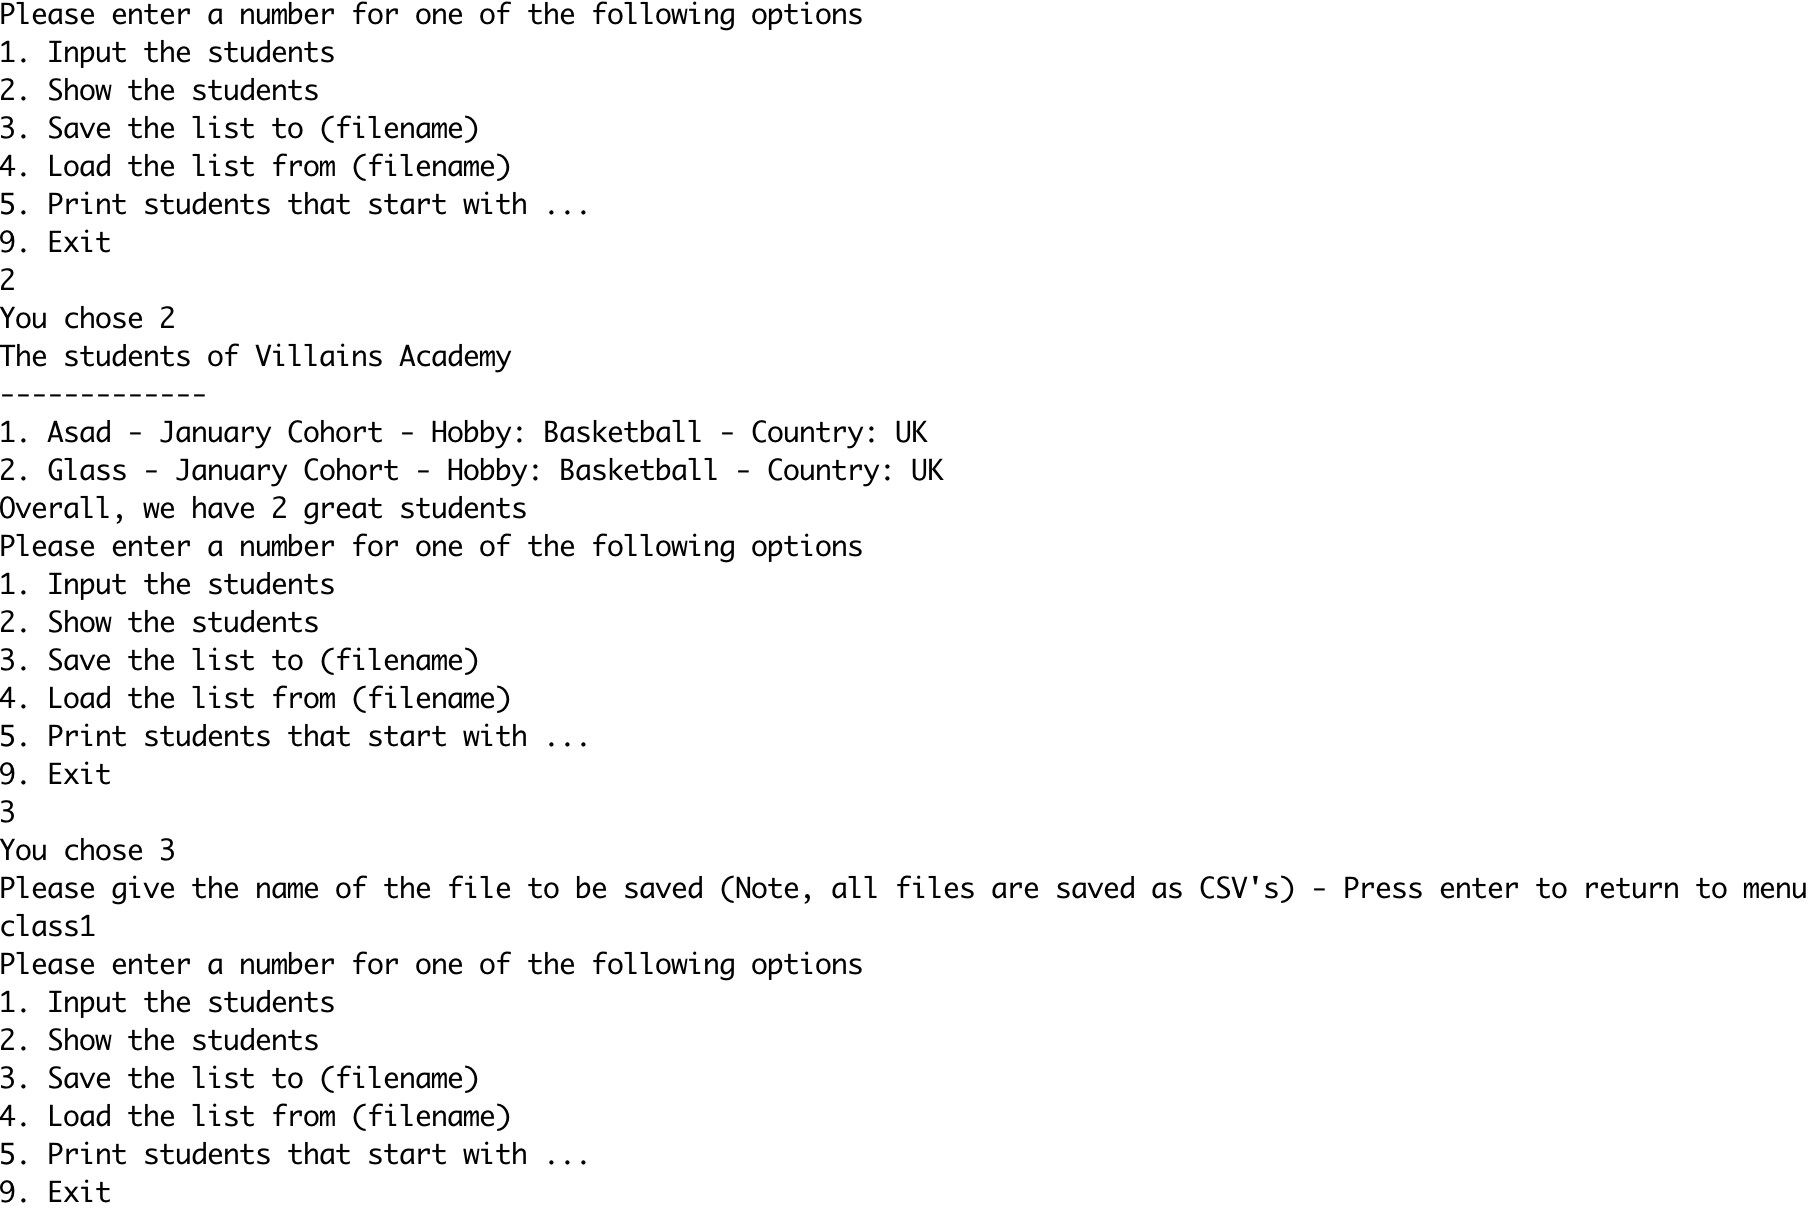 Please enter a number for one of the following options
1. Input the students
2. Show the students
3. Save the list to (filename)
4. Load the list from (filename)
5. Print students that start with ...
9. Exit
2
You chose 2
The students of Villains Academy
-------------
1. Asad - January Cohort - Hobby: Basketball - Country: UK
2. Glass - January Cohort - Hobby: Basketball - Country: UK
Overall, we have 2 great students
Please enter a number for one of the following options
1. Input the students
2. Show the students
3. Save the list to (filename)
4. Load the list from (filename)
5. Print students that start with ...
9. Exit
3
You chose 3
Please give the name of the file to be saved (Note, all files are saved as CSV's) - Press enter to return to menu
class1
Please enter a number for one of the following options
1. Input the students
2. Show the students
3. Save the list to (filename)
4. Load the list from (filename)
5. Print students that start with ...
9. Exit